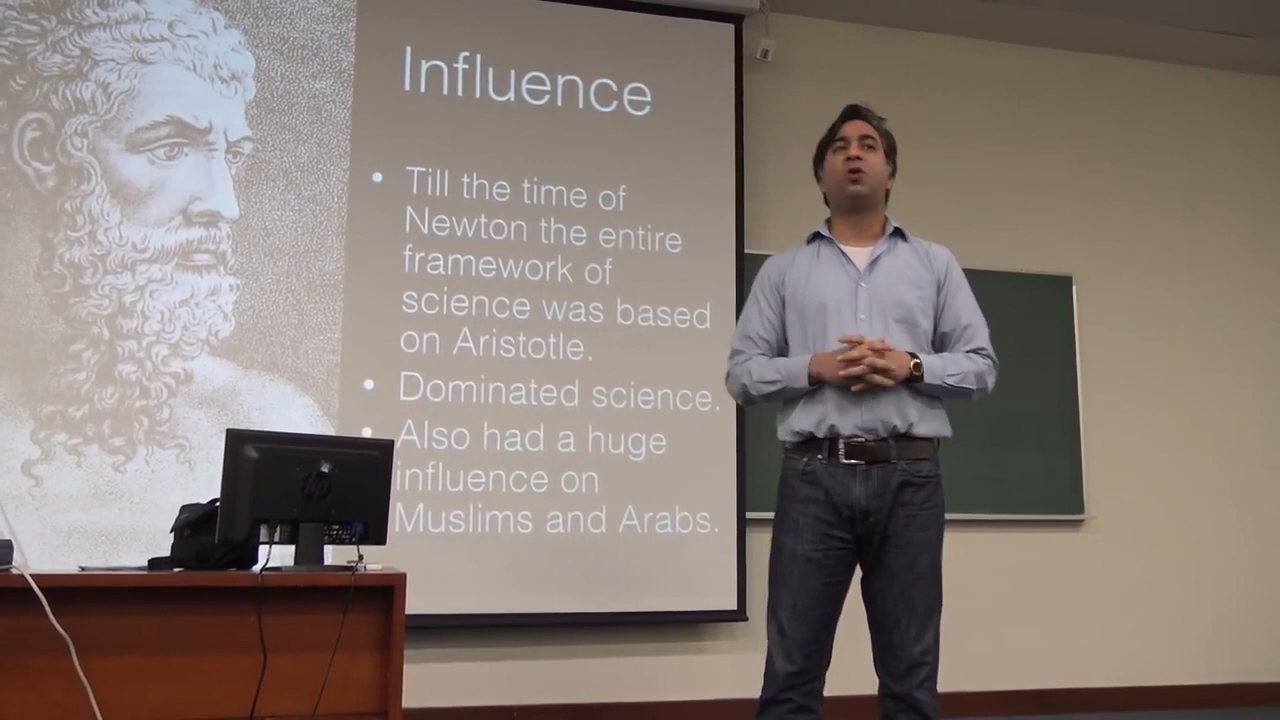 Influence
• Till the time of
Newton the entire
framework of
science was based
on Aristotle.
• Dominated science.
• Also had a huge
influence on
Muslims and Arabs.
hp